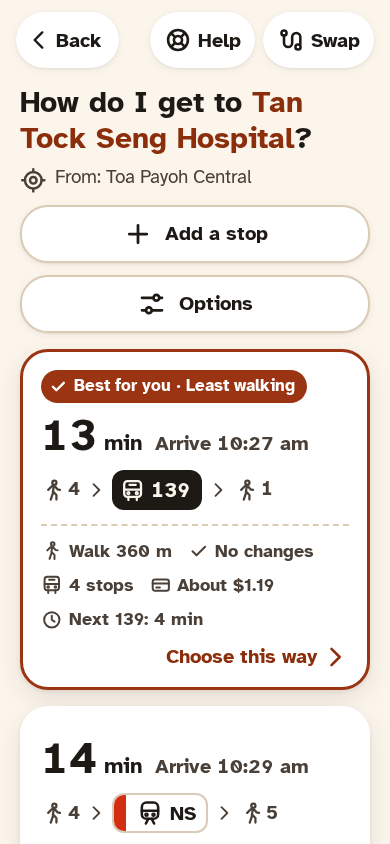 Back
Help
Swap
How do I get to Tan
Tock Seng Hospital?
From: Toa Payoh Central
Add a stop
Options
Best for you · Least walking
13 min Arrive 10:27 am
4 139 1
Walk 360 m No changes
4 stops About $1.19
Next 139: 4 min
Choose this way
14 min Arrive 10:29 am
4 NS 5